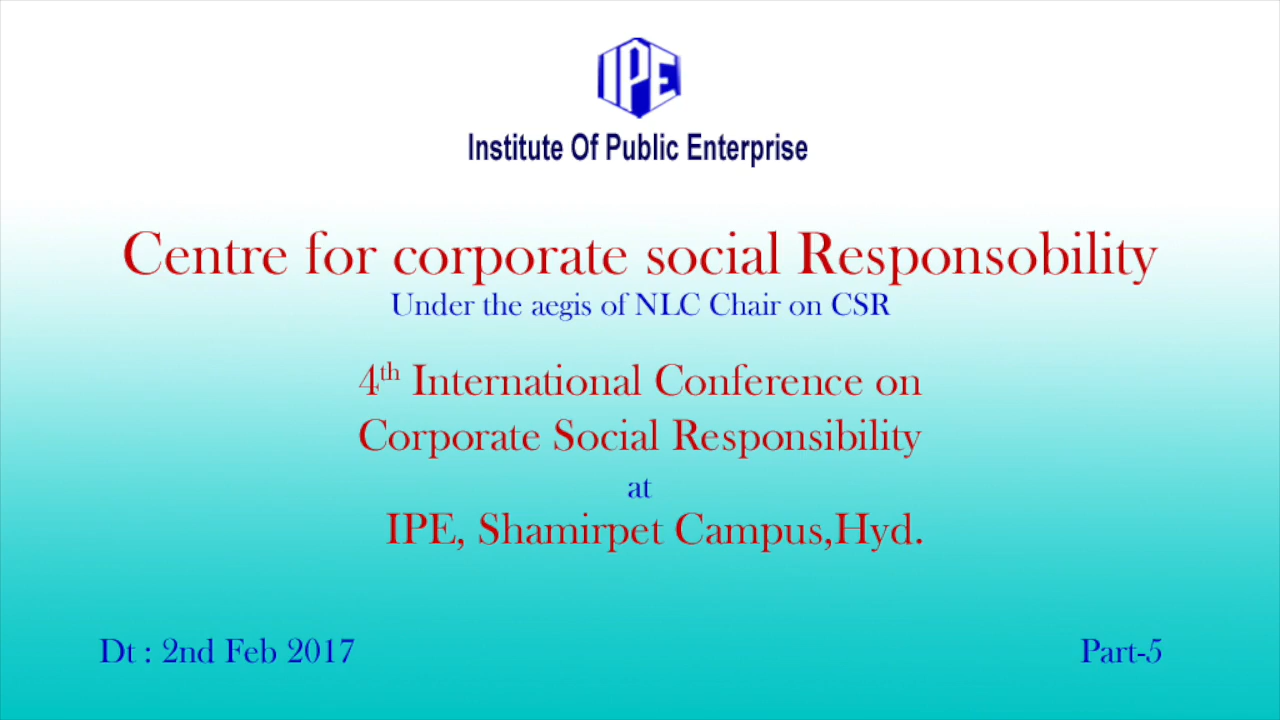 IPE
Institute Of Public Enterprise
Centre for corporate social Responsobility
Under the aegis of NLC Chair on CSR
4th International Conference on
Corporate Social Responsibility
at
IPE, Shamirpet Campus,Hyd.
Dt : 2nd Feb 2017
Part-5